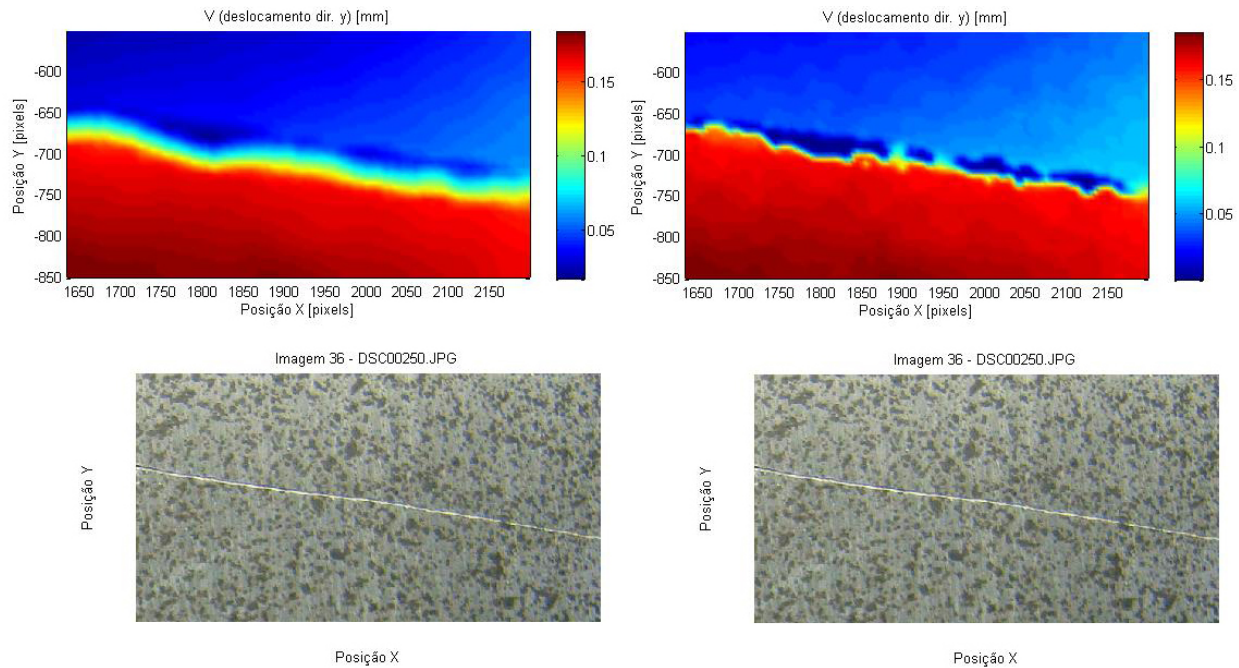 V (deslocamento dir. y) [mm]
-600
-650
-700
-750
-800
-850
Posição Y [pixels]
1650 1700 1750 1800 1850 1900 1950 2000 2050 2100 2150
Posição X [pixels]
0.15
0.1
0.05
V (deslocamento dir. y) [mm]
-600
-650
-700
-750
-800
-850
Posição Y [pixels]
1650 1700 1750 1800 1850 1900 1950 2000 2050 2100 2150
Posição X [pixels]
0.15
0.1
0.05
Imagem 36 - DSC00250.JPG
Posição Y
Posição X
Imagem 36 - DSC00250.JPG
Posição Y
Posição X